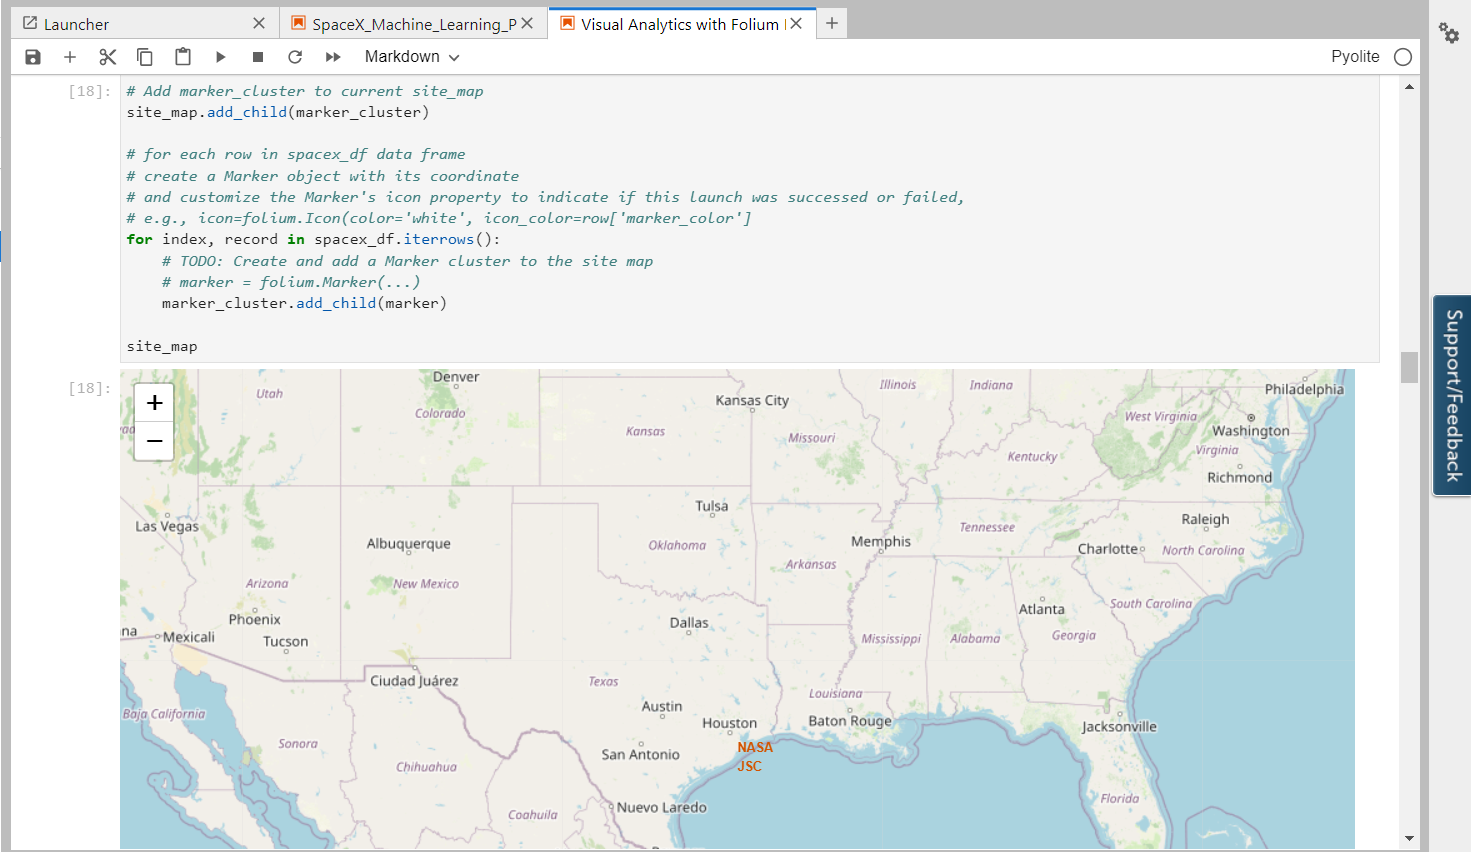 Launcher
SpaceX_Machine_Learning_P
Visual Analytics with Folium
Markdown
Pyolite
[18]:
# Add marker_cluster to current site_map
site_map.add_child(marker_cluster)
# for each row in spacex_df data frame
# create a Marker object with its coordinate
# and customize the Marker's icon property to indicate if this launch was successed or failed,
# e.g., icon=folium.Icon(color='white', icon_color=row['marker_color']
for index, record in spacex_df.iterrows():
# TODO: Create and add a Marker cluster to the site map
# marker = folium.Marker(...)
marker_cluster.add_child(marker)
site_map
[18]:
+
−
Denver
Utah
Colorado
Kansas City
Illinois
Indiana
Philadelphia
Kansas
Missouri
West Virginia
Washington
Virginia
Kentucky
Richmond
Las Vegas
Tulsa
Raleigh
Albuquerque
Oklahoma
Memphis
Tennessee
Charlotte
North Carolina
Arkansas
Arizona
New Mexico
Phoenix
Dallas
Atlanta
South Carolina
na
Mexicali
Tucson
Mississippi
Alabama
Georgia
Ciudad Juárez
Texas
Louisiana
Baja California
Austin
Houston
Baton Rouge
Jacksonville
Sonora
San Antonio
NASA
JSC
Chihuahua
Coahuila
Nuevo Laredo
Florida
Support/Feedback